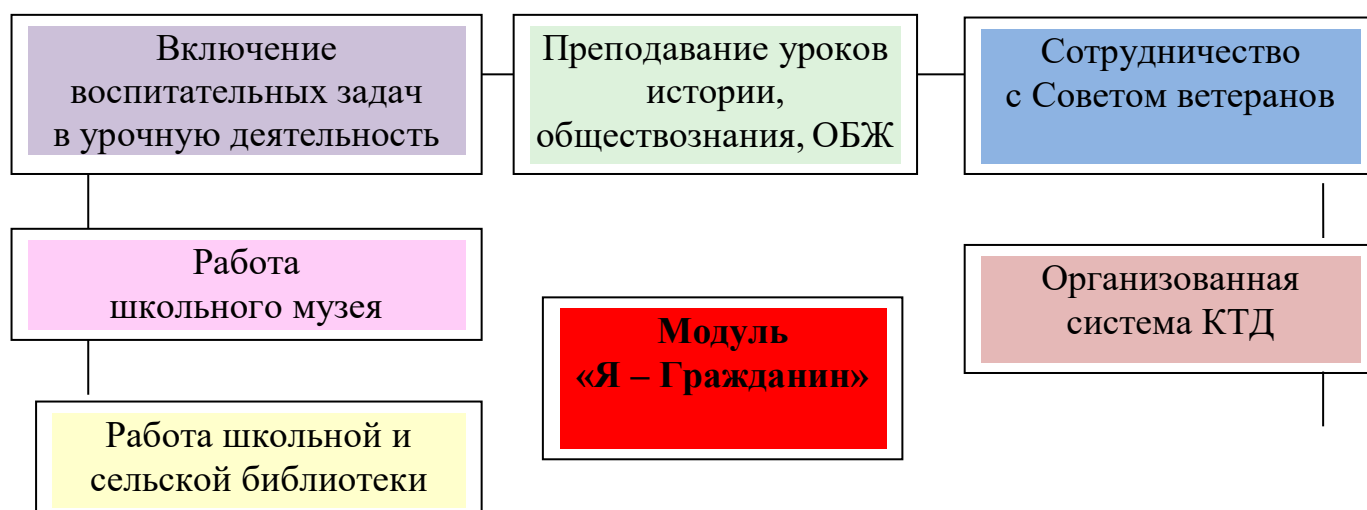 Включение
воспитательных задач
в урочную деятельность
Преподавание уроков
истории,
обществознания, ОБЖ
Сотрудничество
с Советом ветеранов
Работа
школьного музея
Модуль
«Я – Гражданин»
Организованная
система КТД
Работа школьной и
сельской библиотеки